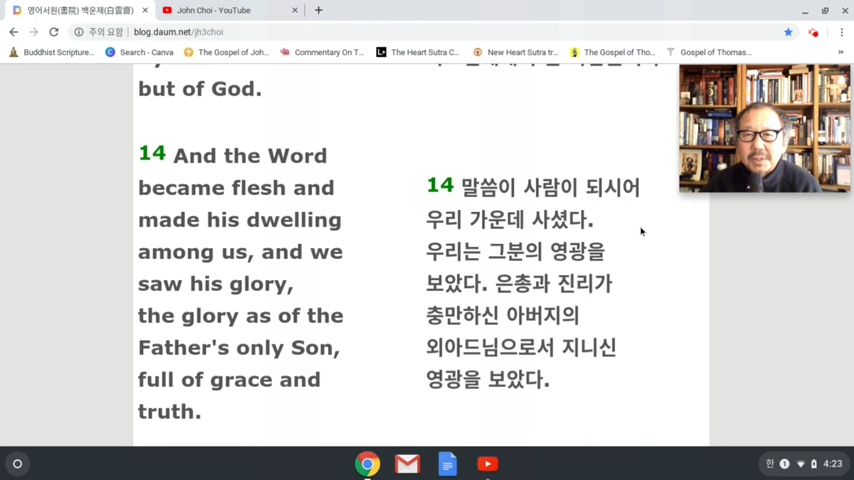 영어서원(書院) 백운재(白雲齋)
John Choi - YouTube
주의 요함
blog.daum.net/jh3choi
Buddhist Scripture...
Search - Canva
The Gospel of Joh...
Commentary On T...
The Heart Sutra C...
New Heart Sutra tr...
The Gospel of Tho...
Gospel of Thomas...
but of God.
14 And the Word
became flesh and
made his dwelling
among us, and we
saw his glory,
the glory as of the
Father's only Son,
full of grace and
truth.
14 말씀이 사람이 되시어
우리 가운데 사셨다.
우리는 그분의 영광을
보았다. 은총과 진리가
충만하신 아버지의
외아드님으로서 지니신
영광을 보았다.
한
1
4:23